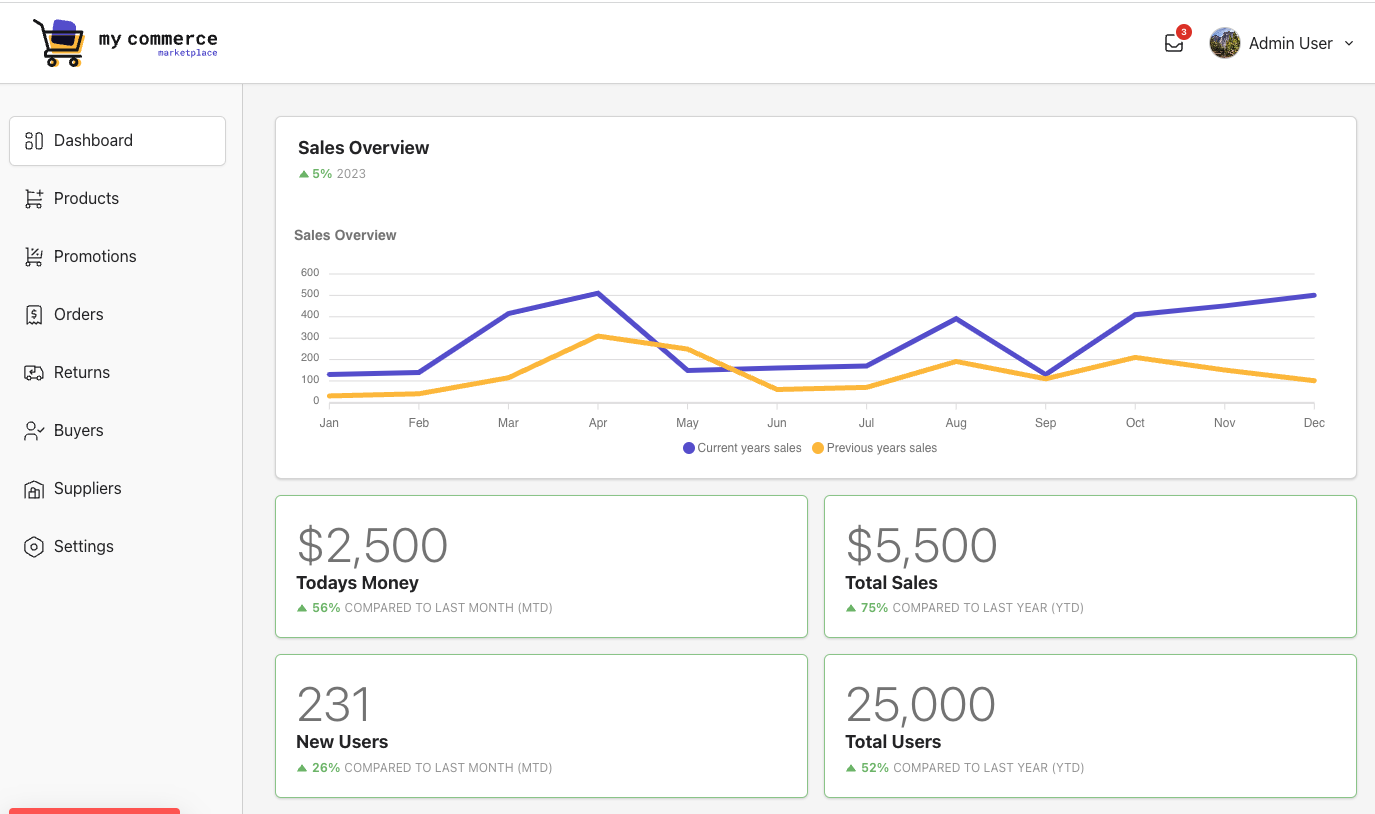 my commerce
marketplace
3
Admin User
Dashboard
Products
Promotions
Orders
Returns
Buyers
Suppliers
Settings
Sales Overview
5% 2023
Sales Overview
600
500
400
300
200
100
0
Jan Feb Mar Apr May Jun Jul Aug Sep Oct Nov Dec
Current years sales Previous years sales
$2,500
Todays Money
56% COMPARED TO LAST MONTH (MTD)
$5,500
Total Sales
75% COMPARED TO LAST YEAR (YTD)
231
New Users
26% COMPARED TO LAST MONTH (MTD)
25,000
Total Users
52% COMPARED TO LAST YEAR (YTD)